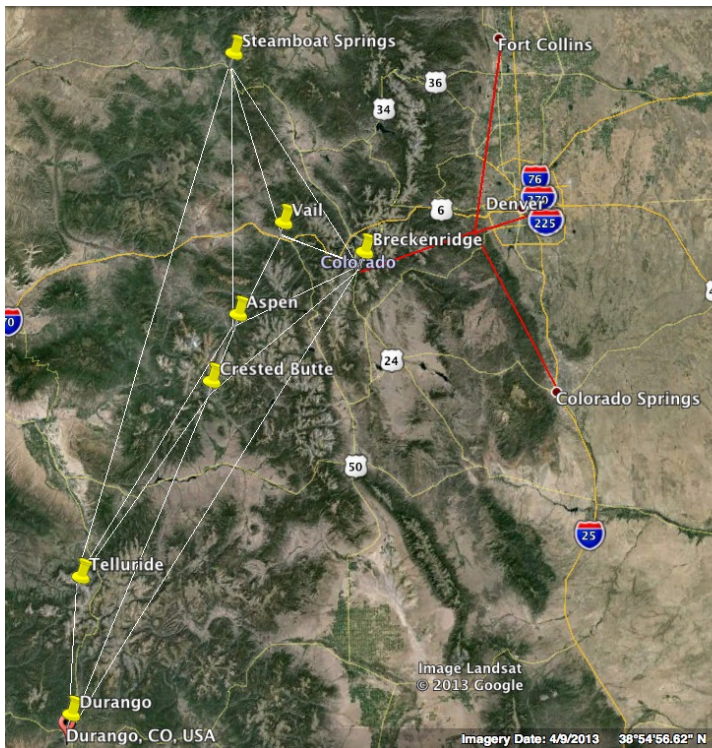 Steamboat Springs
Fort Collins
36
34
76
270
Vail
6
Denver
225
Breckenridge
Colorado
Aspen
70
4
24
Crested Butte
Colorado Springs
50
25
Telluride
Image Landsat
© 2013 Google
Durango
Durango, CO, USA
Imagery Date: 4/9/2013 38°54'56.62" N